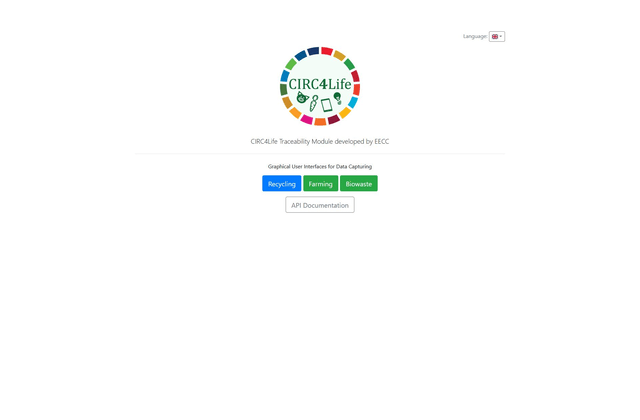 Language:
CIRC4Life
CIRC4Life Traceability Module developed by EECC
Graphical User Interfaces for Data Capturing
Recycling Farming Biowaste
API Documentation